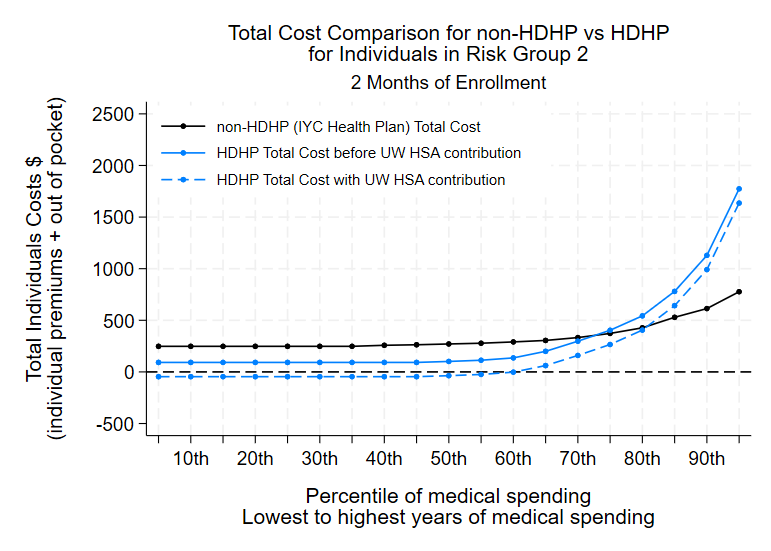 Total Cost Comparison for non-HDHP vs HDHP
for Individuals in Risk Group 2
2 Months of Enrollment
Total Individuals Costs $
(individual premiums + out of pocket)
2500
2000
1500
1000
500
0
-500
non-HDHP (IYC Health Plan) Total Cost
HDHP Total Cost before UW HSA contribution
HDHP Total Cost with UW HSA contribution
10th 20th 30th 40th 50th 60th 70th 80th 90th
Percentile of medical spending
Lowest to highest years of medical spending